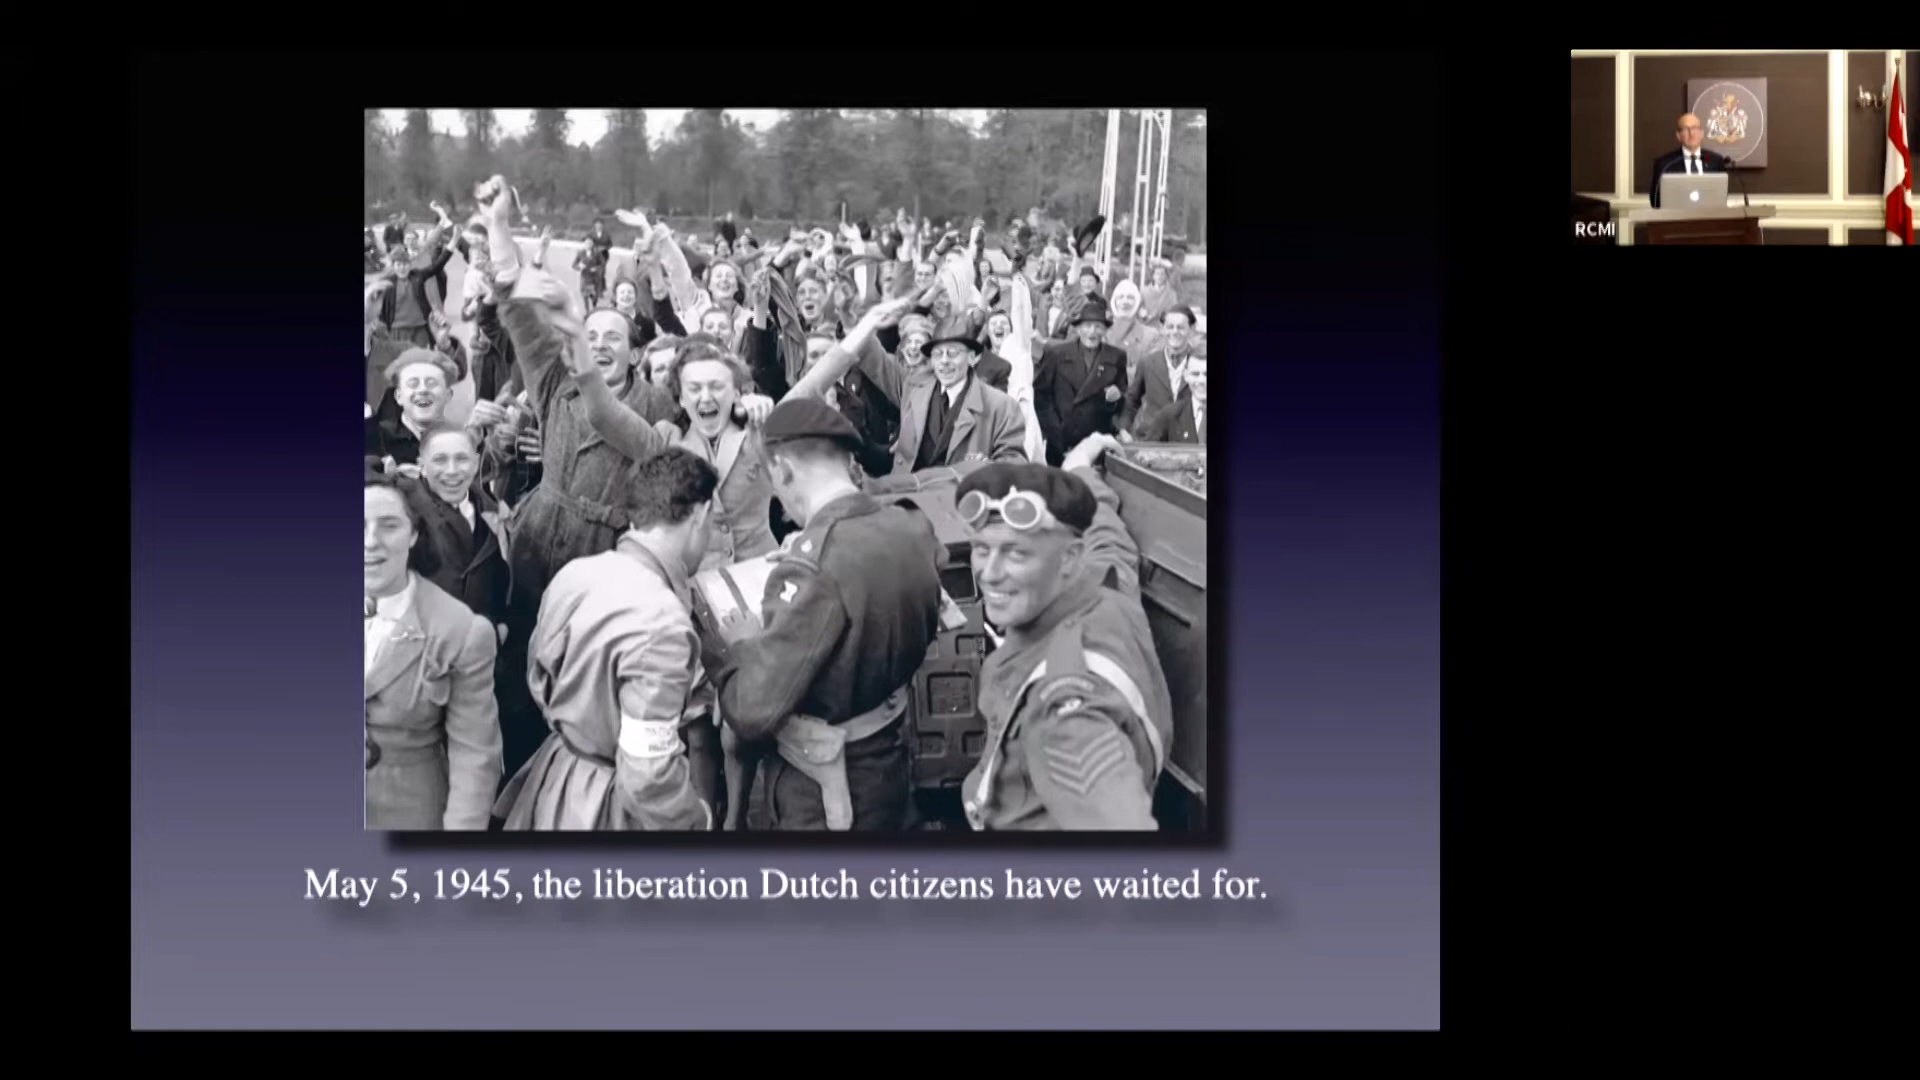 RCMI
May 5, 1945, the liberation Dutch citizens have waited for.